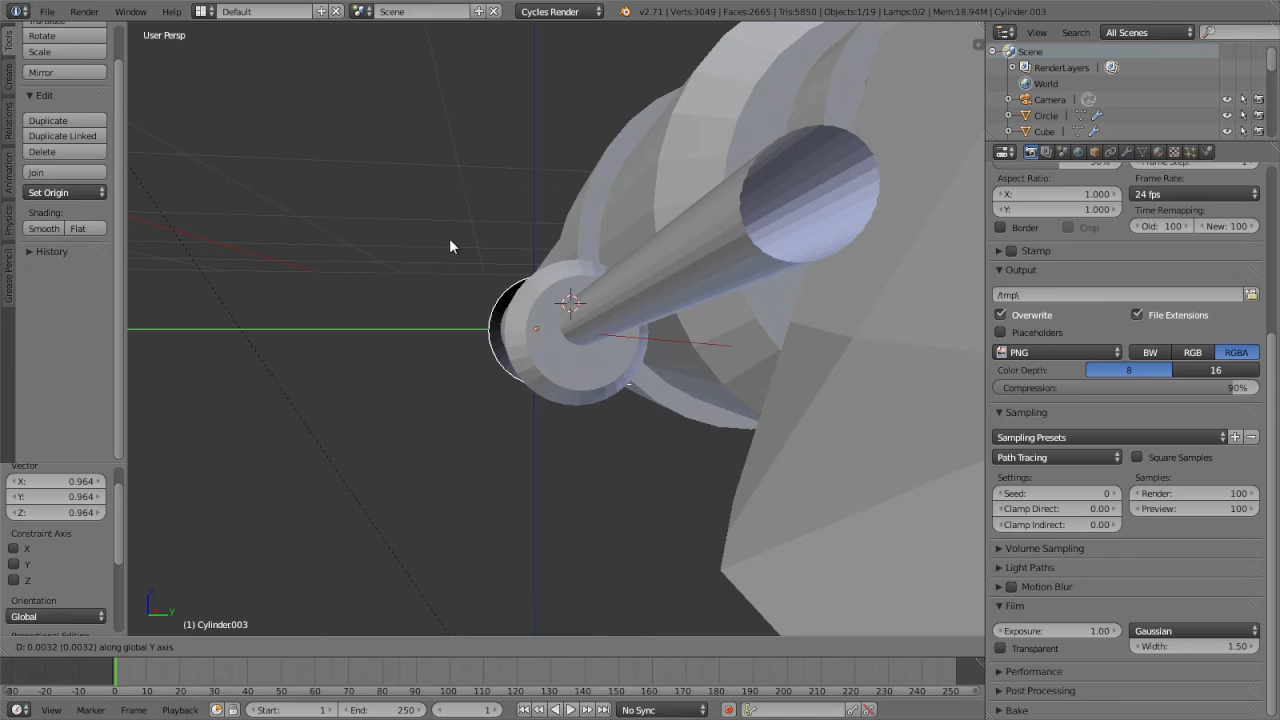 File Render Window Help Default Scene Cycles Render v2.71 | Verts:3049 | Faces:2665 | Tris:5850 | Objects:1/19 | Lamps:0/2 | Mem:18.94M | Cylinder.003
User Persp
View Search All Scenes
Scene
RenderLayers
World
Camera
Circle
Cube
Tools
Create
Relations
Animation
Physics
Grease Pencil
Rotate
Scale
Mirror
Edit
Duplicate
Duplicate Linked
Delete
Join
Set Origin
Shading:
Smooth Flat
History
Vector
X: 0.964
Y: 0.964
Z: 0.964
Constraint Axis
X
Y
Z
Orientation
Global
z
y
(1) Cylinder.003
D: 0.0032 (0.0032) along global Y axis
Aspect Ratio: Frame Rate:
X: 1.000 24 fps
Y: 1.000 Time Remapping:
Border Crop Old: 100 New: 100
Stamp
Output
/tmp\
Overwrite File Extensions
Placeholders
PNG BW RGB RGBA
Color Depth: 8 16
Compression: 90%
Sampling
Sampling Presets
Path Tracing Square Samples
Settings: Samples:
Seed: 0 Render: 100
Clamp Direct: 0.00 Preview: 100
Clamp Indirect: 0.00
Volume Sampling
Light Paths
Motion Blur
Film
Exposure: 1.00 Gaussian
Transparent Width: 1.50
Performance
Post Processing
Bake
-20 -10 0 10 20 30 40 50 60 70 80 90 100 110 120 130 140 150 160 170 180 190 200 210 220 230 240 250
View Marker Frame Playback Start: 1 End: 250 1 No Sync